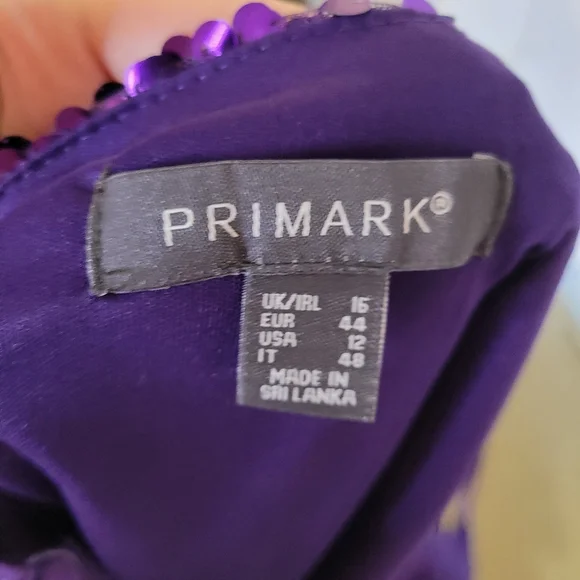 PRIMARK®
UK/IRL 16
EUR 44
USA 12
IT 48
MADE IN
SRI LANKA